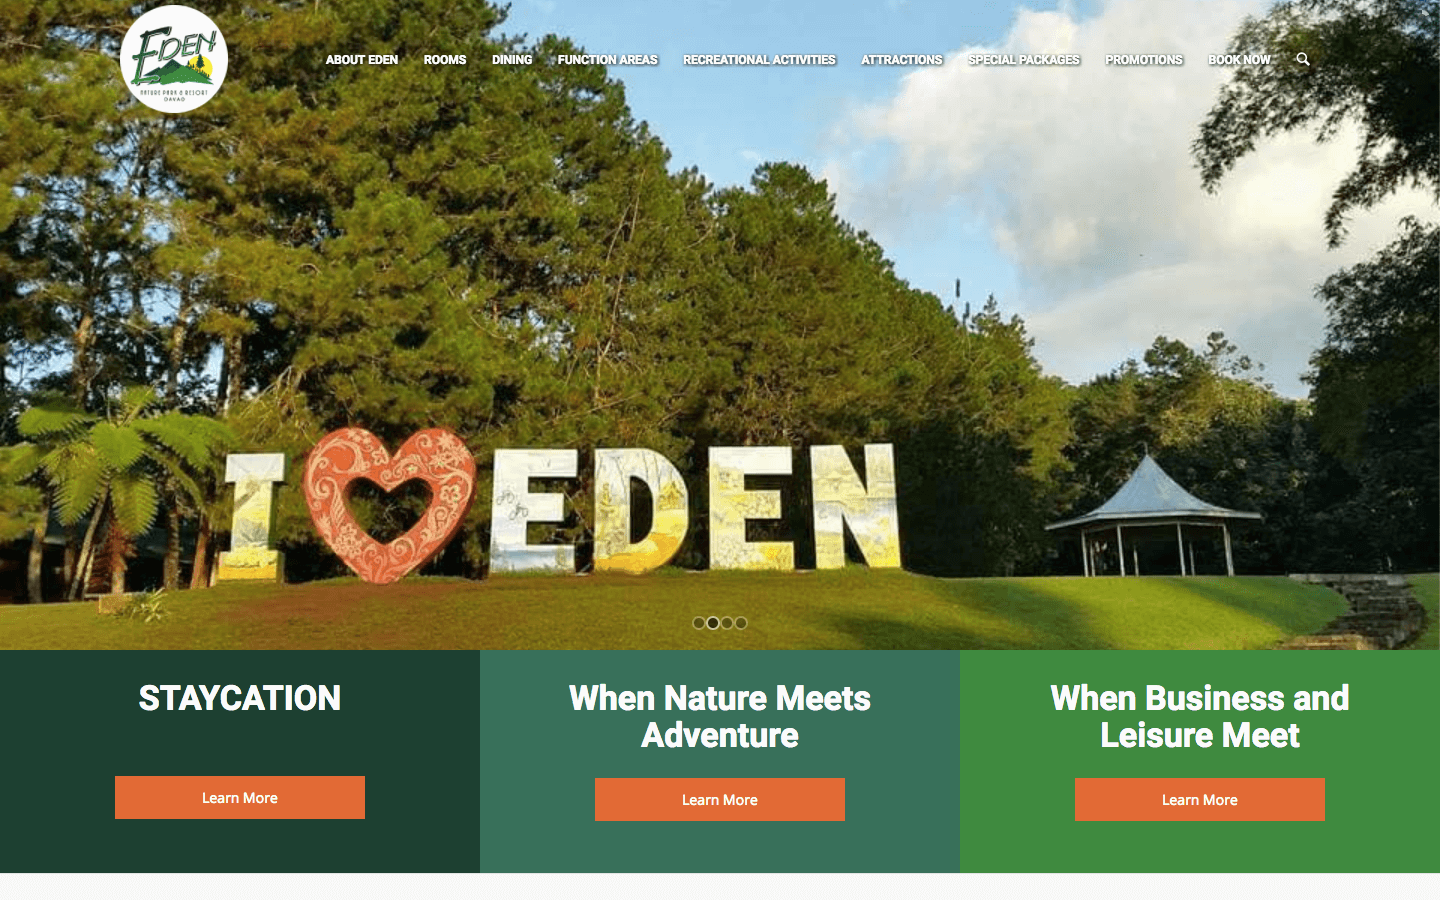 EDEN
NATURE PARK & RESORT
DAVAO
ABOUT EDEN
ROOMS
DINING
FUNCTION AREAS
RECREATIONAL ACTIVITIES
ATTRACTIONS
SPECIAL PACKAGES
PROMOTIONS
BOOK NOW
I EDEN
STAYCATION
Learn More
When Nature Meets
Adventure
Learn More
When Business and
Leisure Meet
Learn More